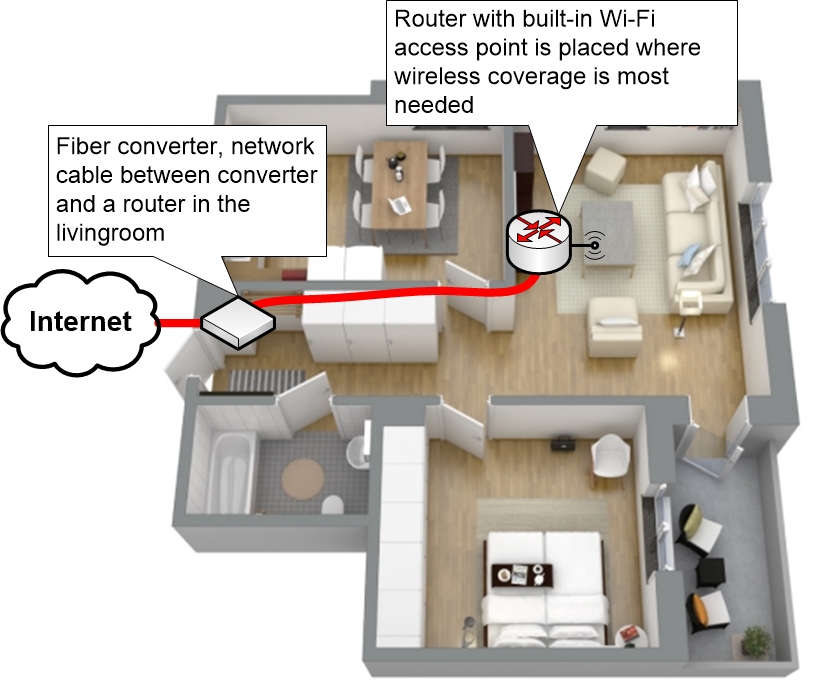 Router with built-in Wi-Fi
access point is placed where
wireless coverage is most
needed
Fiber converter, network
cable between converter
and a router in the
livingroom
Internet